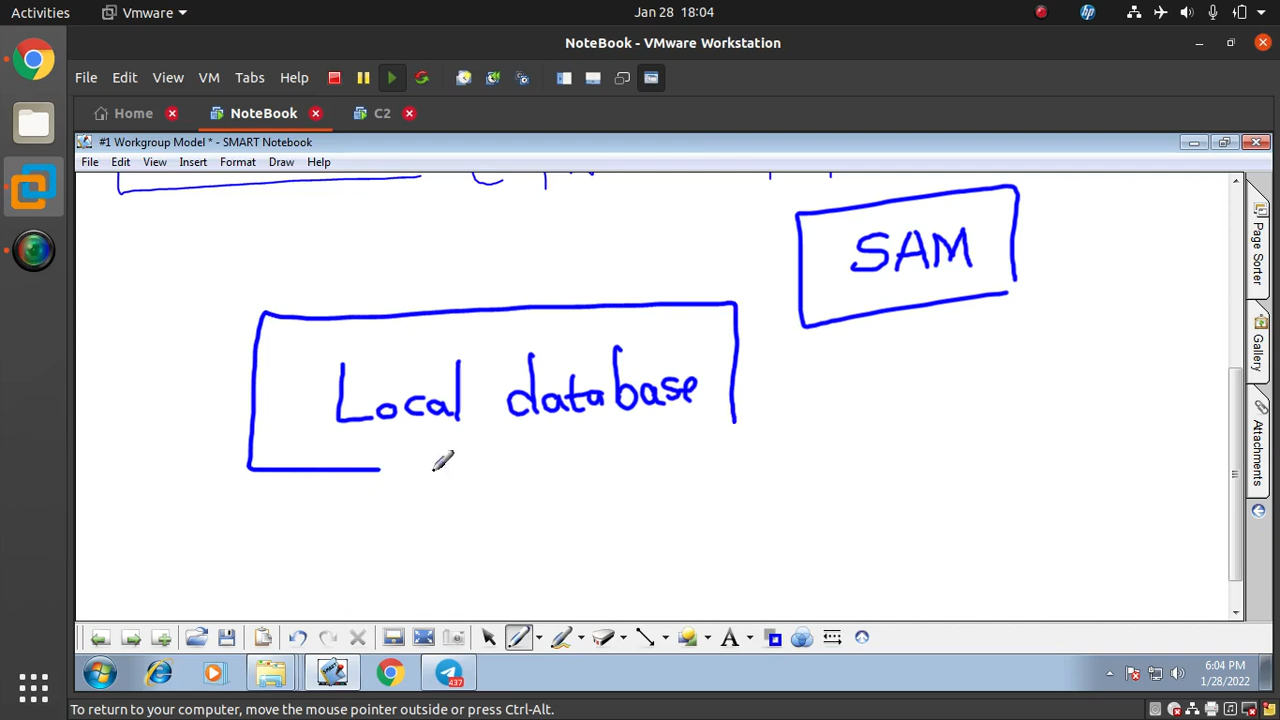 Activities
Vmware
Jan 28 18:04
NoteBook - VMware Workstation
File Edit View VM Tabs Help
Home
NoteBook
C2
#1 Workgroup Model * - SMART Notebook
File Edit View Insert Format Draw Help
SAM
Local database
Page Sorter
Gallery
Attachments
A
437
6:04 PM
1/28/2022
To return to your computer, move the mouse pointer outside or press Ctrl-Alt.